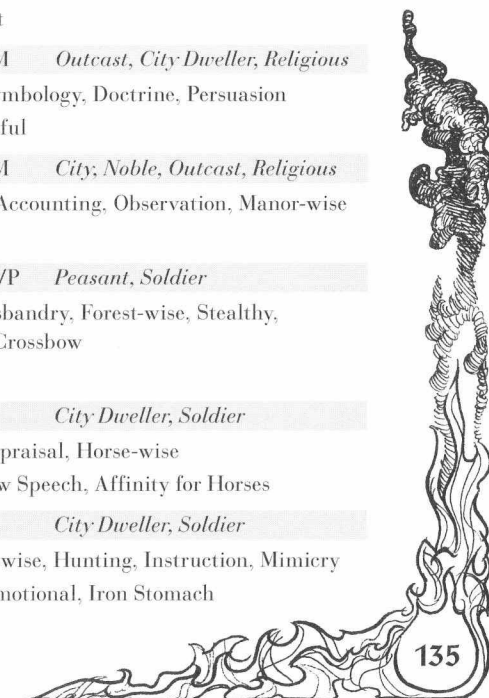 t
M Outcast, City Dweller, Religious
mbology, Doctrine, Persuasion
ful
M City, Noble, Outcast, Religious
Accounting, Observation, Manor-wise
VP Peasant, Soldier
sbandry, Forest-wise, Stealthy,
Crossbow
City Dweller, Soldier
praisal, Horse-wise
w Speech, Affinity for Horses
City Dweller, Soldier
wise, Hunting, Instruction, Mimicry
motional, Iron Stomach
135